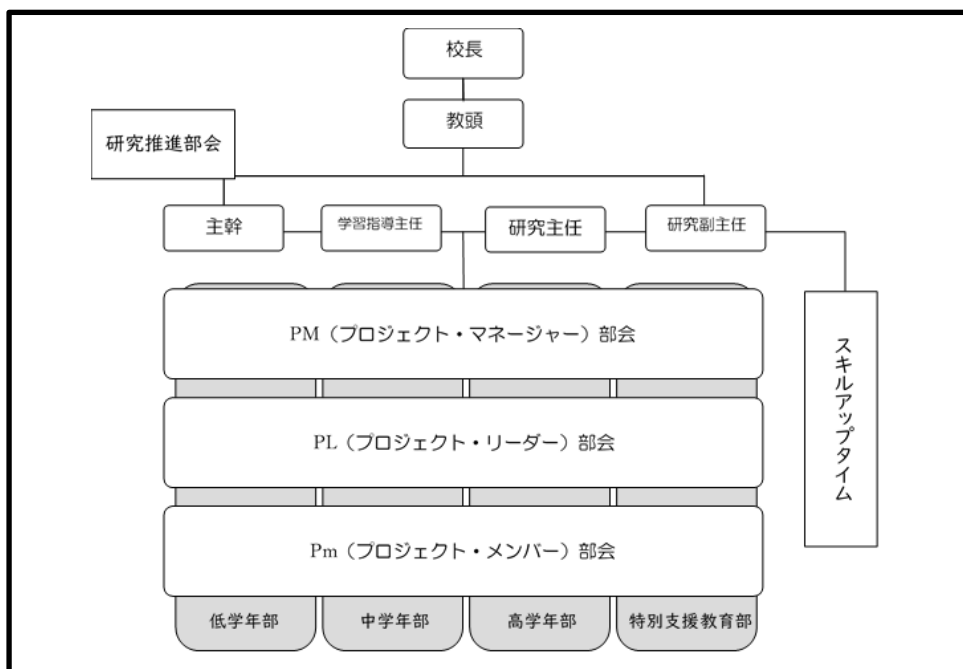 校長
教頭
研究推進部会
主幹
学習指導主任
研究主任
研究副主任
PM（プロジェクト・マネージャー）部会
PL（プロジェクト・リーダー）部会
Pm（プロジェクト・メンバー）部会
スキルアップタイム
低学年部
中学年部
高学年部
特別支援教育部